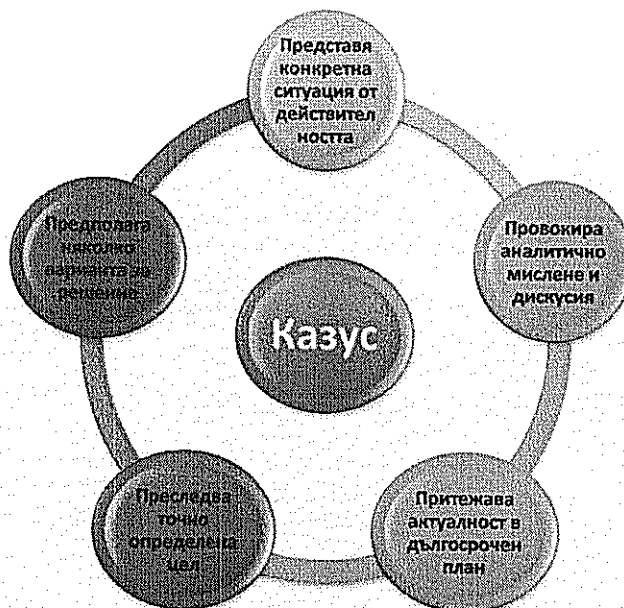 Представя
конкретна
ситуация от
действител
ността
Провокира
аналитично
мислене и
дискусия
Притежава
актуалност в
дългосрочен
план
Преследва
точно
определена
цел
Предполага
няколко
варианта за
решение
Казус